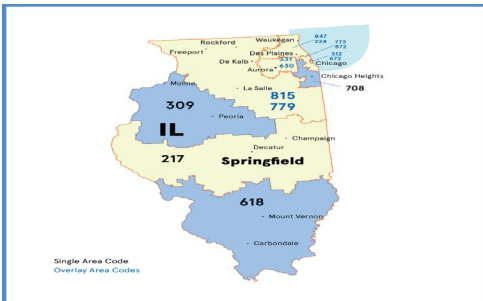 Waukegan
847
224
Rockford
Freeport
Des Plaines
773
872
De Kalb
331
630
312
872
Chicago
Aurora
Chicago Heights
Moline
La Salle
708
309
815
779
Peoria
IL
Champaign
217
Decatur
Springfield
618
Mount Vernon
Carbondale
Single Area Code
Overlay Area Codes